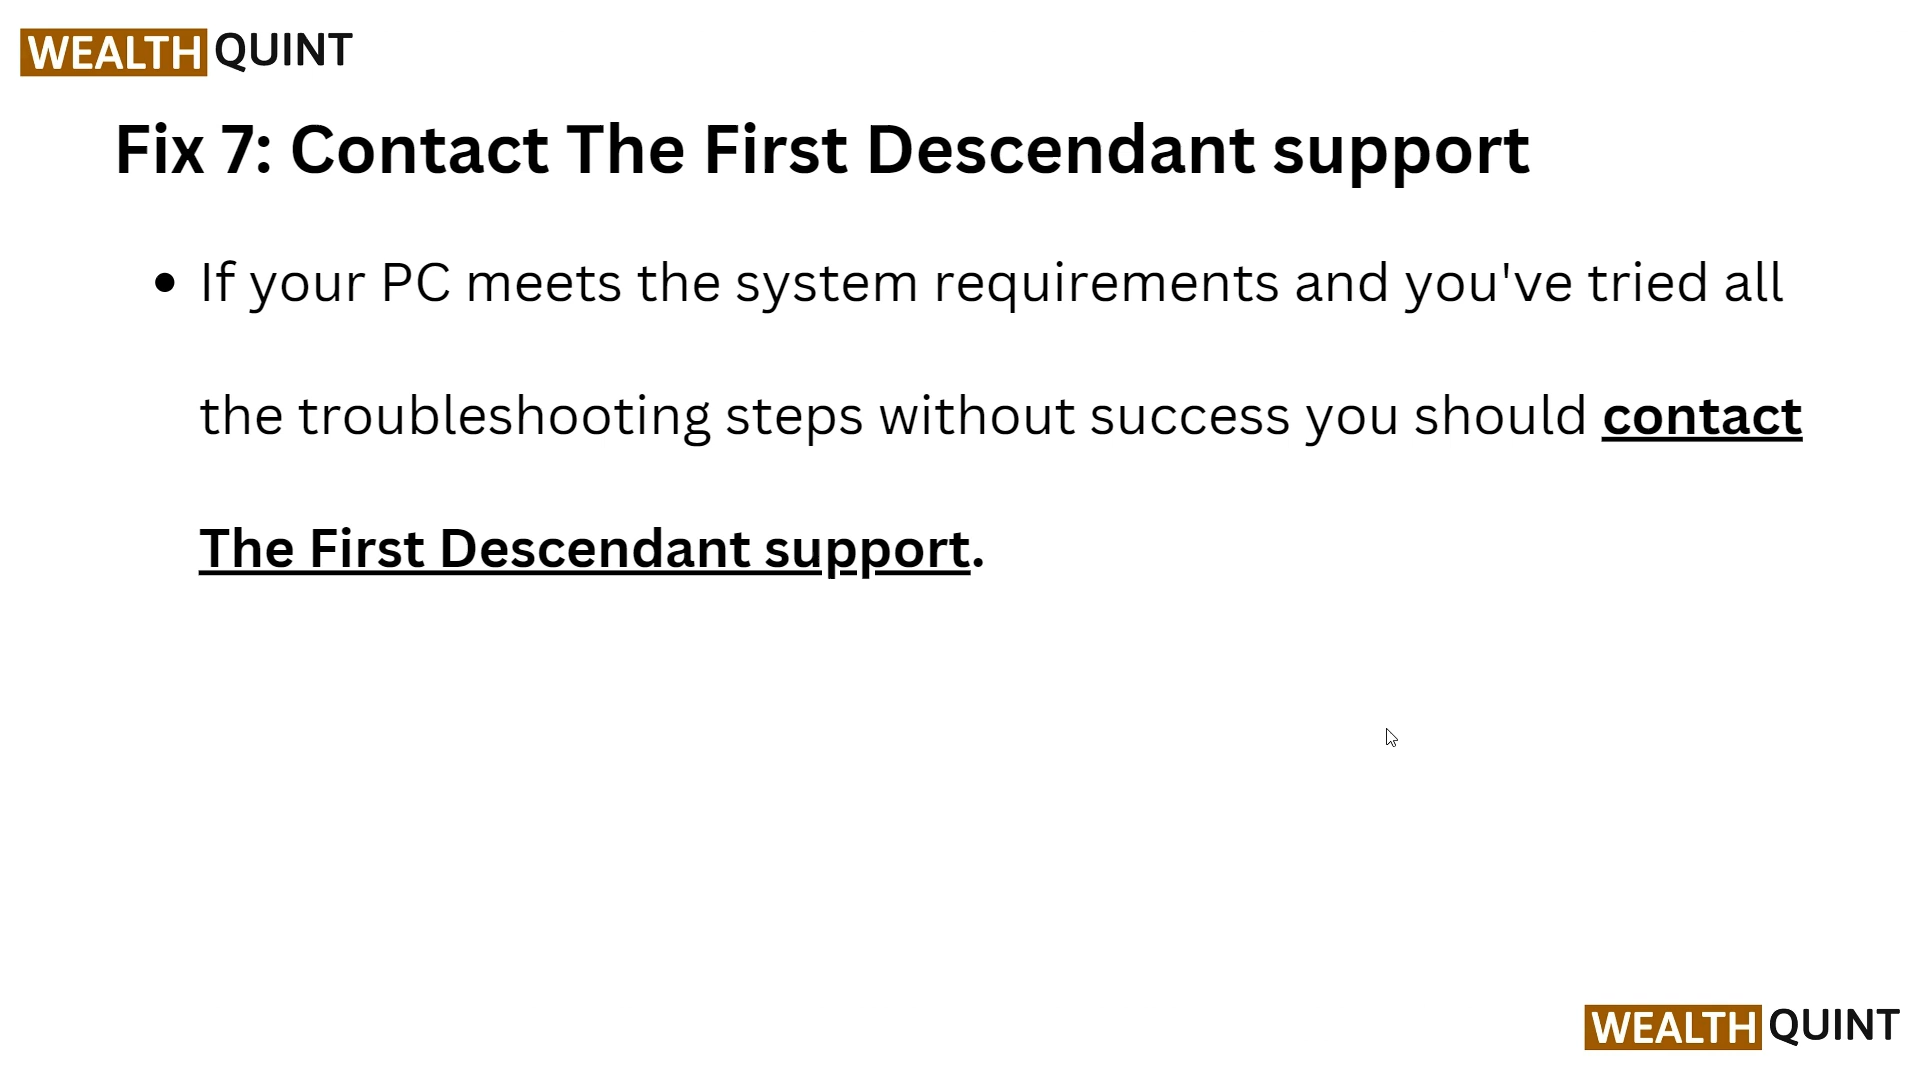 WEALTH QUINT
Fix 7: Contact The First Descendant support
• If your PC meets the system requirements and you've tried all
the troubleshooting steps without success you should contact
The First Descendant support.
WEALTH QUINT